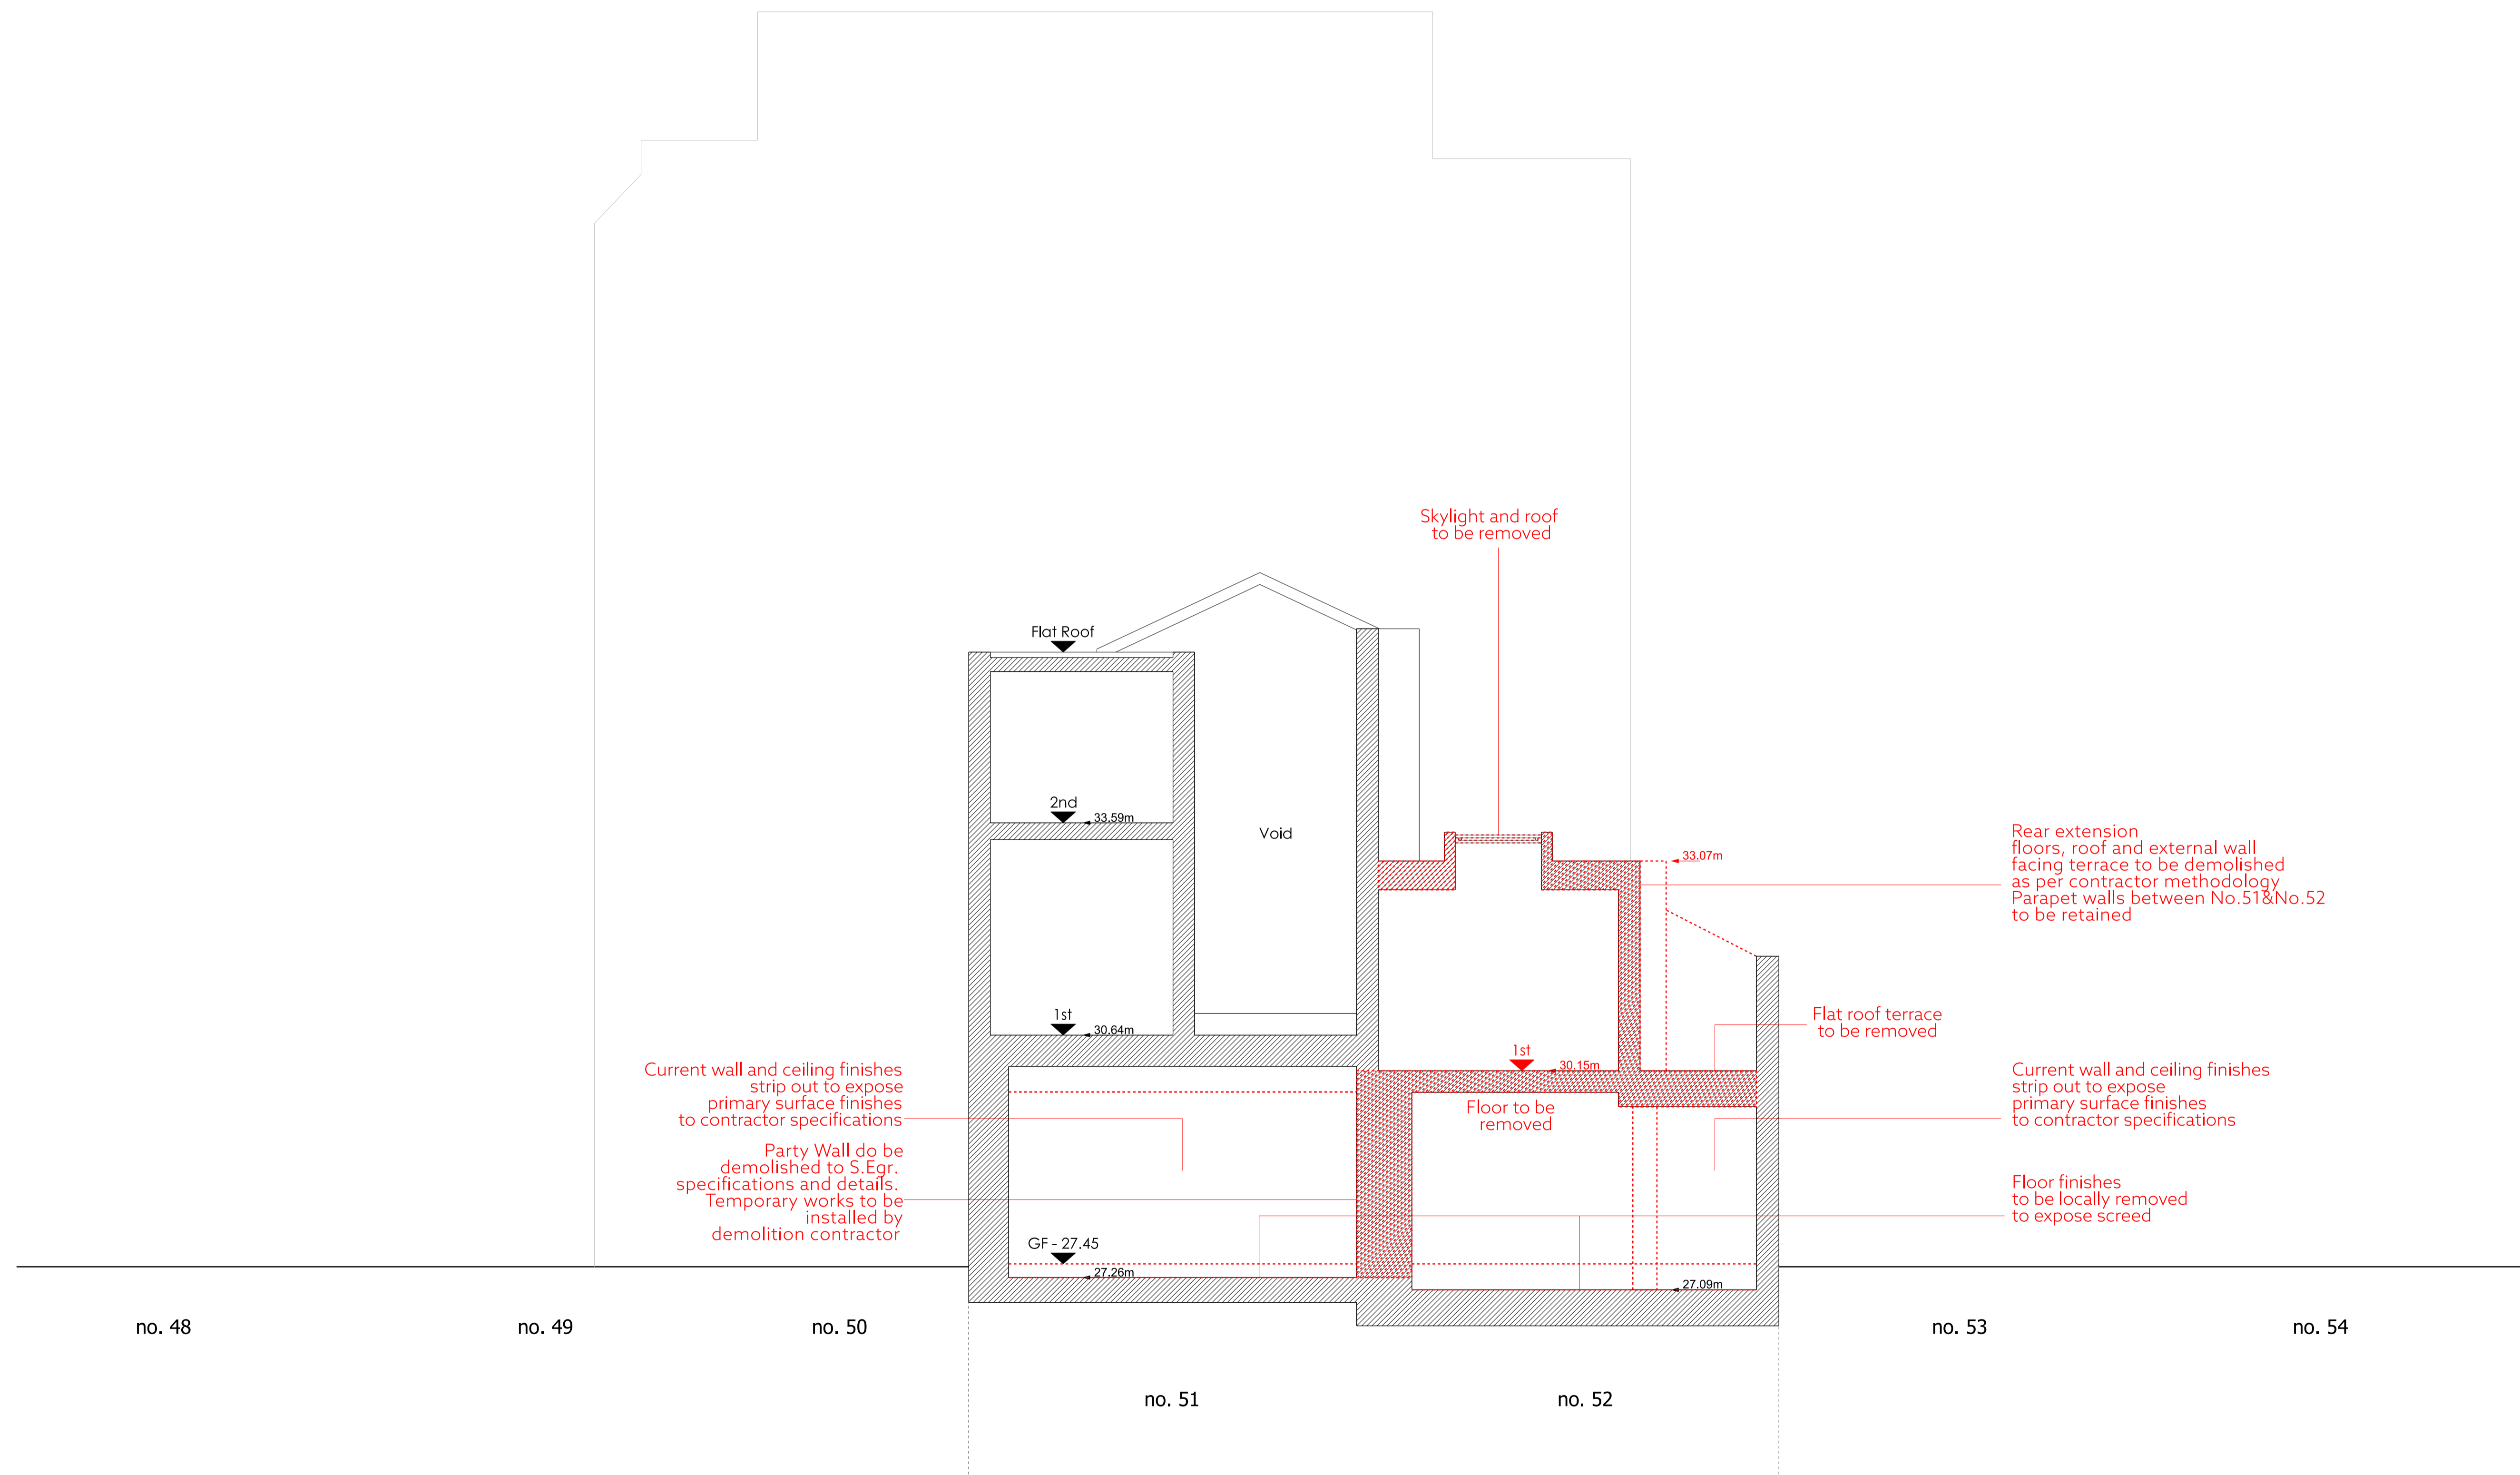 Skylight and roof
to be removed
Flat Roof
2nd
33.59m
Void
33.07m
Rear extension
floors, roof and external wall
facing terrace to be demolished
as per contractor methodology
Parapet walls between No.51&No.52
to be retained
1st
30.64m
Flat roof terrace
to be removed
1st
30.15m
Current wall and ceiling finishes
strip out to expose
primary surface finishes
to contractor specifications
Floor to be
removed
Current wall and ceiling finishes
strip out to expose
primary surface finishes
to contractor specifications
Party Wall do be
demolished to S.Egr.
specifications and details.
Temporary works to be
installed by
demolition contractor
Floor finishes
to be locally removed
to expose screed
GF - 27.45
27.26m
27.09m
no. 48
no. 49
no. 50
no. 53
no. 54
no. 51
no. 52